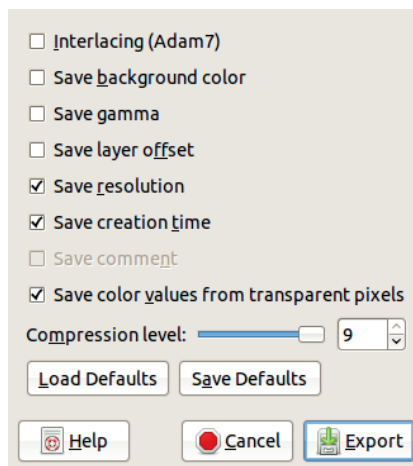 Interlacing (Adam7)
Save background color
Save gamma
Save layer offset
Save resolution
Save creation time
Save comment
Save color values from transparent pixels
Compression level: 9
Load Defaults Save Defaults
Help Cancel Export